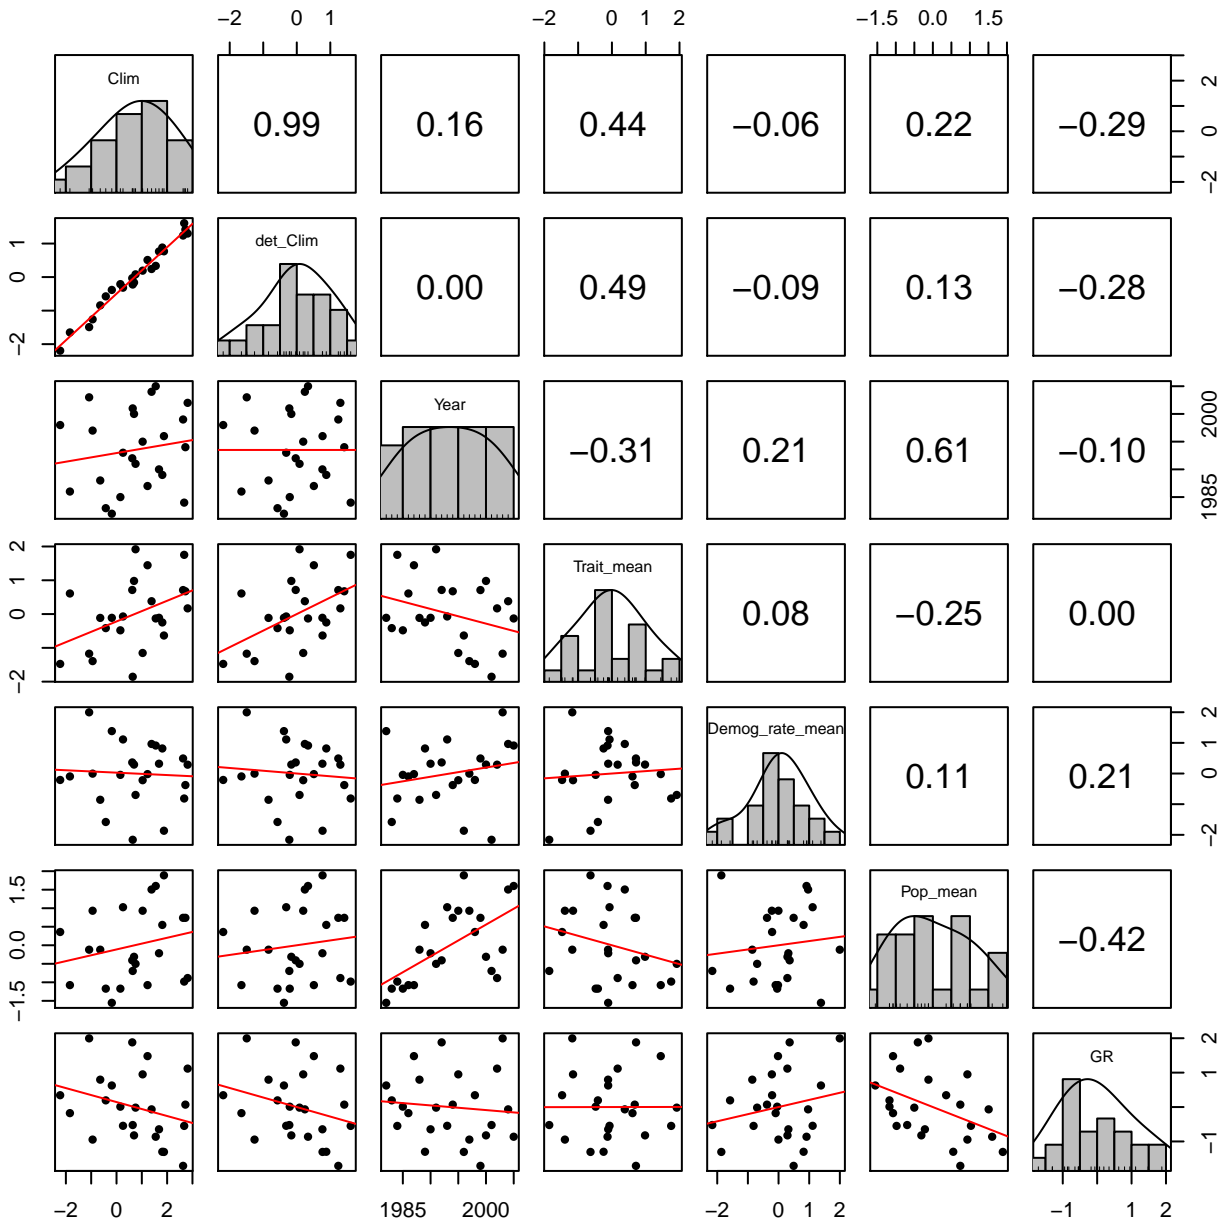 −2 0 1 −2 0 1 2 −1.5 0.0 1.5
Clim 0.99 0.16 0.44 −0.06 0.22 −0.29 −2 0 2
−2 0 1 det_Clim 0.00 0.49 −0.09 0.13 −0.28
Year −0.31 0.21 0.61 −0.10 1985 2000
−2 0 1 2 Trait_mean 0.08 −0.25 0.00
Demog_rate_mean 0.11 0.21 −2 0 1 2
−1.5 0.0 1.5 Pop_mean −0.42
GR −1 1 2
−2 0 2 1985 2000 −2 0 1 2 −1 1 2